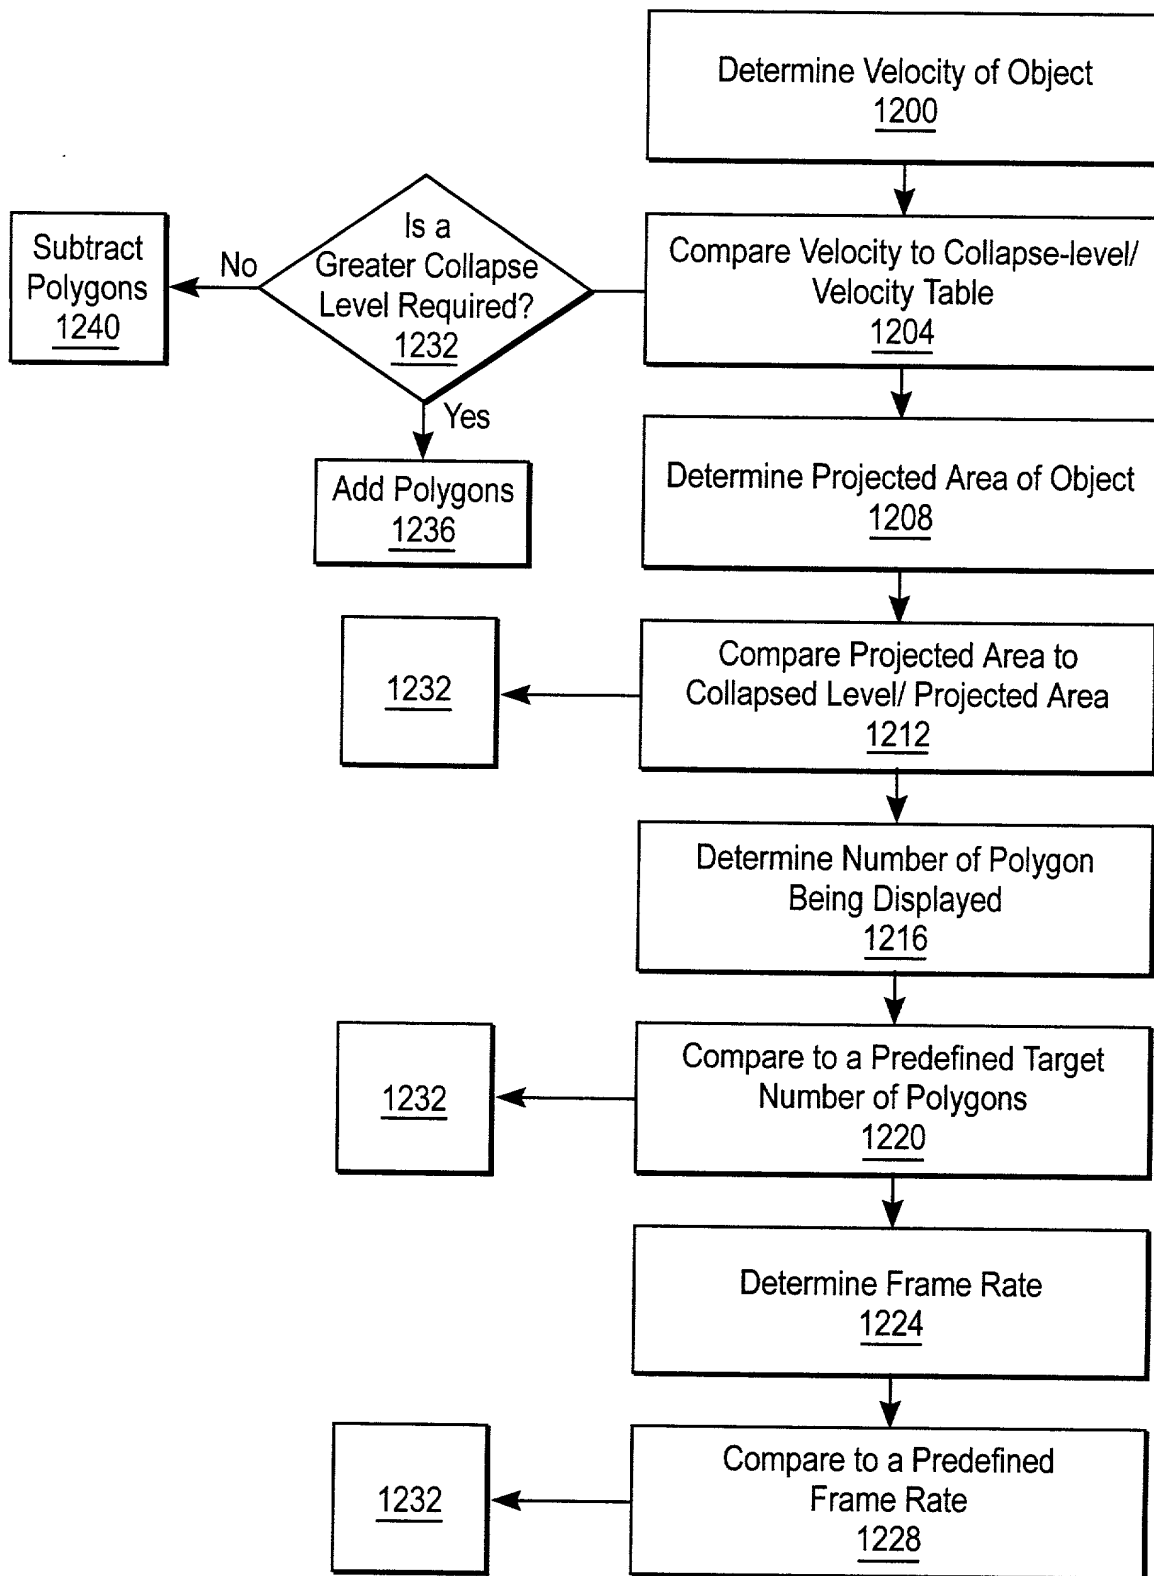 Determine Velocity of Object
1200
Is a
Greater Collapse
Level Required?
1232
No
Subtract
Polygons
1240
Yes
Add Polygons
1236
Compare Velocity to Collapse-level/
Velocity Table
1204
Determine Projected Area of Object
1208
Compare Projected Area to
Collapsed Level/ Projected Area
1212
1232
Determine Number of Polygon
Being Displayed
1216
Compare to a Predefined Target
Number of Polygons
1220
1232
Determine Frame Rate
1224
Compare to a Predefined
Frame Rate
1228
1232